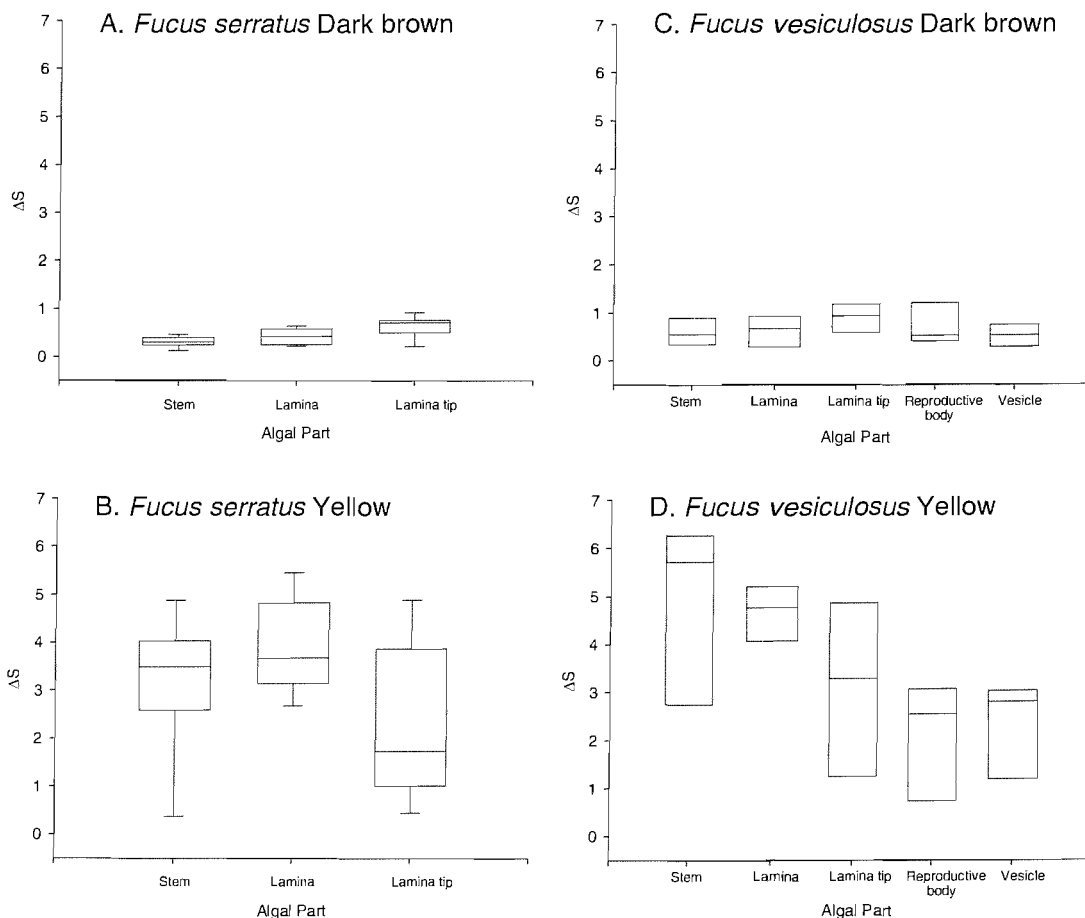 A. Fucus serratus Dark brown
7
6
5
4
3
2
1
0
ΔS
Stem
Lamina
Lamina tip
Algal Part
C. Fucus vesiculosus Dark brown
7
6
5
4
3
2
1
0
ΔS
Stem
Lamina
Lamina tip
Reproductive
body
Vesicle
Algal Part
B. Fucus serratus Yellow
7
6
5
4
3
2
1
0
ΔS
Stem
Lamina
Lamina tip
Algal Part
D. Fucus vesiculosus Yellow
7
6
5
4
3
2
1
0
ΔS
Stem
Lamina
Lamina tip
Reproductive
body
Vesicle
Algal Part